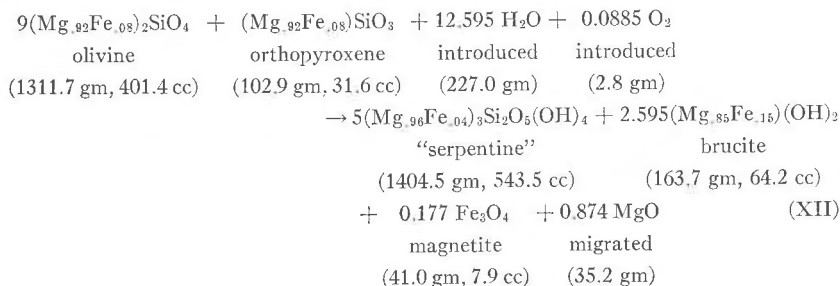 9(Mg.92Fe.08)2SiO4 + (Mg.92Fe.08)SiO3 + 12.595 H2O + 0.0885 O2
olivine orthopyroxene introduced introduced
(1311.7 gm, 401.4 cc) (102.9 gm, 31.6 cc) (227.0 gm) (2.8 gm)
→ 5(Mg.96Fe.04)3Si2O5(OH)4 + 2.595(Mg.85Fe.15)(OH)2
"serpentine" brucite
(1404.5 gm, 543.5 cc) (163.7 gm, 64.2 cc)
+ 0.177 Fe3O4 + 0.874 MgO (XII)
magnetite migrated
(41.0 gm, 7.9 cc) (35.2 gm)